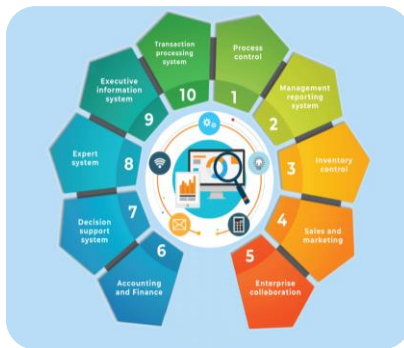 Process
control
1
Management
reporting system
2
Inventory
control
3
Sales and
marketing
4
Enterprise
collaboration
5
Accounting
and Finance
6
Decision
support
system
7
Expert
system
8
Executive
information
system
9
Transaction
processing
system
10